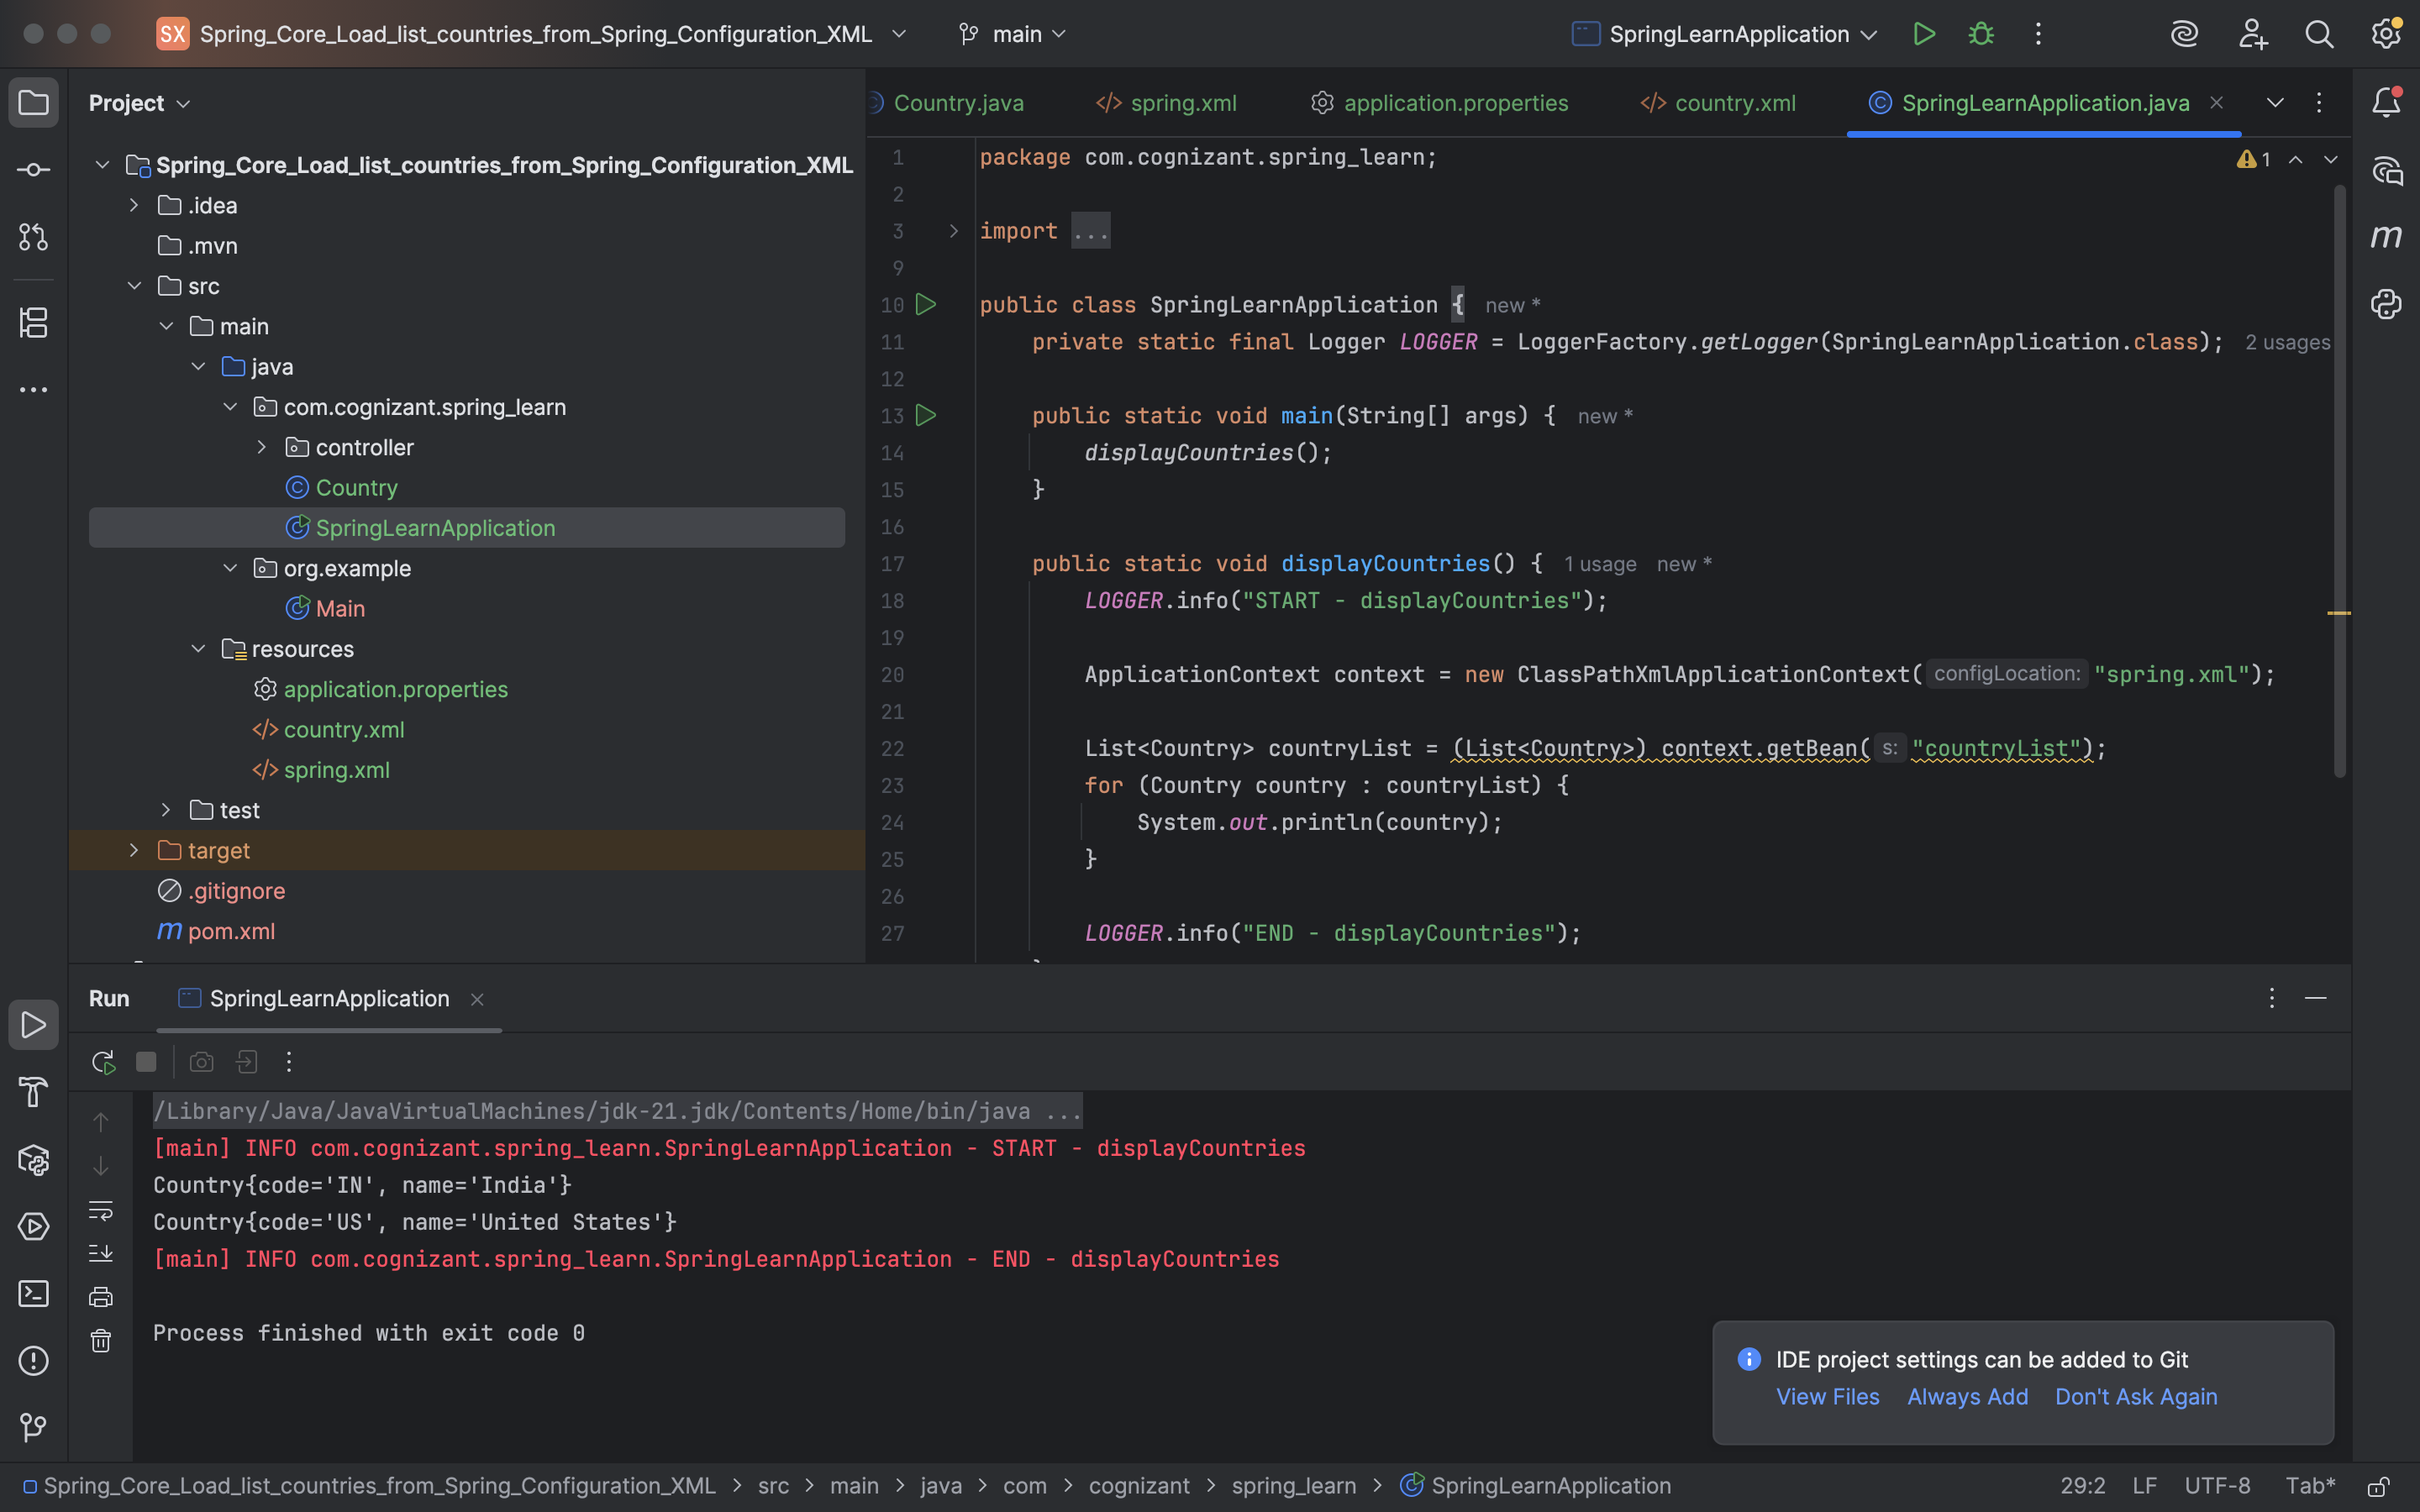 SX Spring_Core_Load_list_countries_from_Spring_Configuration_XML main SpringLearnApplication
Project
Spring_Core_Load_list_countries_from_Spring_Configuration_XML
.idea
.mvn
src
main
java
com.cognizant.spring_learn
controller
Country
SpringLearnApplication
org.example
Main
resources
application.properties
country.xml
spring.xml
test
target
.gitignore
pom.xml
Country.java spring.xml application.properties country.xml SpringLearnApplication.java
1 package com.cognizant.spring_learn;
2
3 import ...
9
10 public class SpringLearnApplication { new *
11 private static final Logger LOGGER = LoggerFactory.getLogger(SpringLearnApplication.class); 2 usages
12
13 public static void main(String[] args) { new *
14 displayCountries();
15 }
16
17 public static void displayCountries() { 1 usage new *
18 LOGGER.info("START - displayCountries");
19
20 ApplicationContext context = new ClassPathXmlApplicationContext( configLocation: "spring.xml");
21
22 List<Country> countryList = (List<Country>) context.getBean( s: "countryList");
23 for (Country country : countryList) {
24 System.out.println(country);
25 }
26
27 LOGGER.info("END - displayCountries");
1
Run SpringLearnApplication
/Library/Java/JavaVirtualMachines/jdk-21.jdk/Contents/Home/bin/java ...
[main] INFO com.cognizant.spring_learn.SpringLearnApplication - START - displayCountries
Country{code='IN', name='India'}
Country{code='US', name='United States'}
[main] INFO com.cognizant.spring_learn.SpringLearnApplication - END - displayCountries
Process finished with exit code 0
IDE project settings can be added to Git
View Files Always Add Don't Ask Again
Spring_Core_Load_list_countries_from_Spring_Configuration_XML > src > main > java > com > cognizant > spring_learn > SpringLearnApplication 29:2 LF UTF-8 Tab*